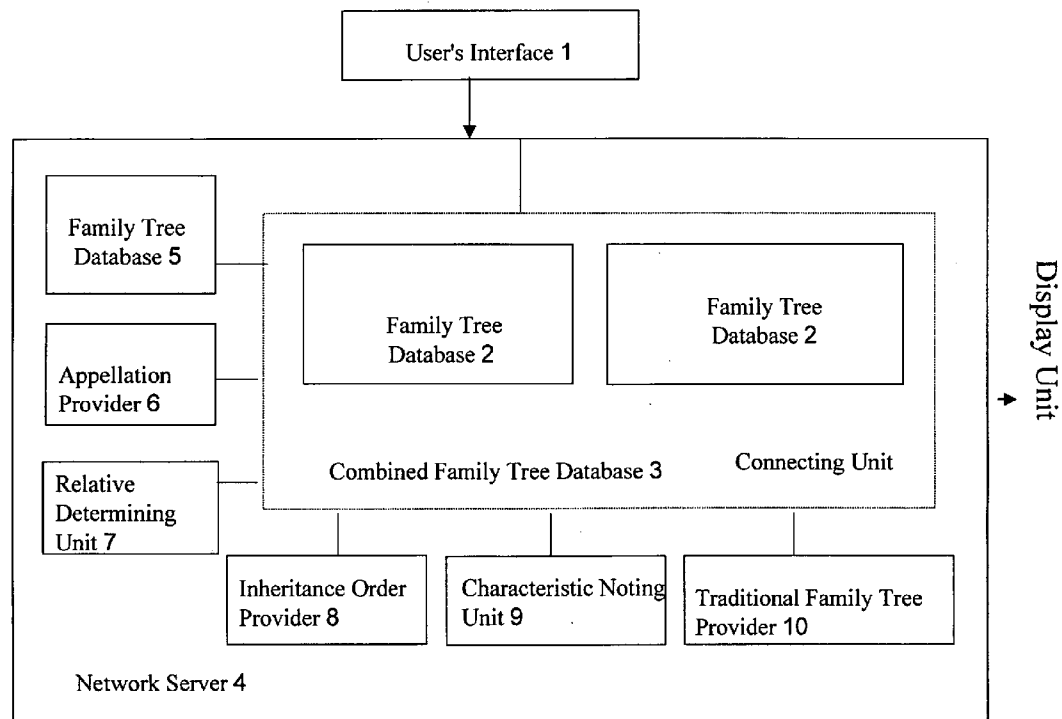 User's Interface 1
Family Tree
Database 5
Family Tree
Database 2
Family Tree
Database 2
Appellation
Provider 6
Relative
Determining
Unit 7
Combined Family Tree Database 3
Connecting Unit
Inheritance Order
Provider 8
Characteristic Noting
Unit 9
Traditional Family Tree
Provider 10
Network Server 4
Display Unit